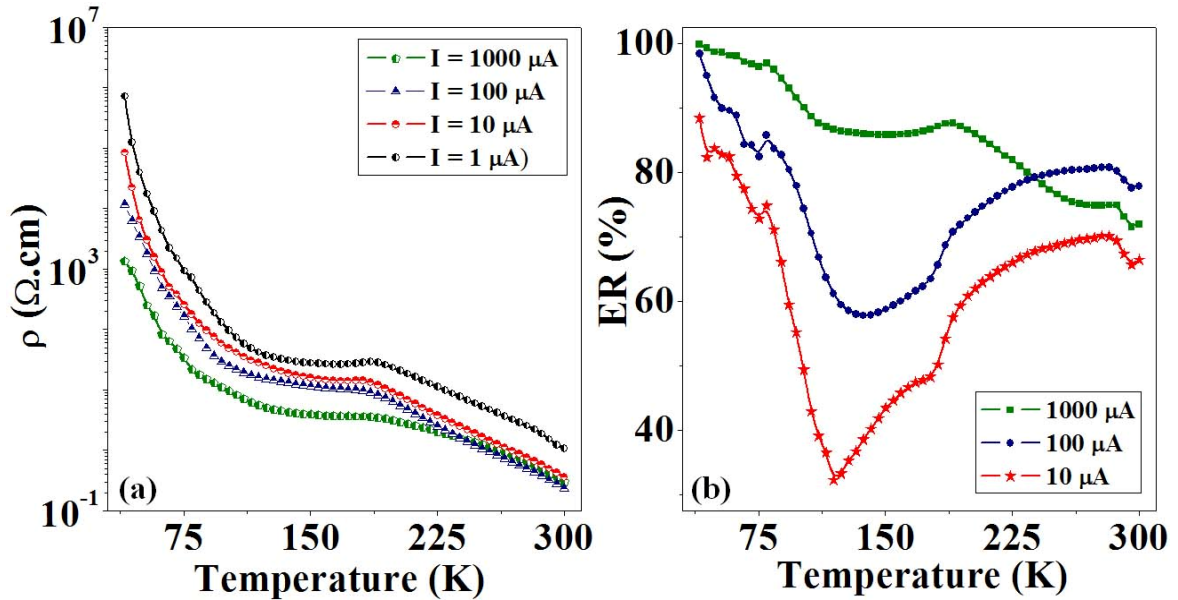 10^7
10^3
10^-1
ρ (Ω.cm)
I = 1000 μA
I = 100 μA
I = 10 μA
I = 1 μA)
(a)
75 150 225 300
Temperature (K)
100
80
60
40
ER (%)
1000 μA
100 μA
10 μA
(b)
75 150 225 300
Temperature (K)